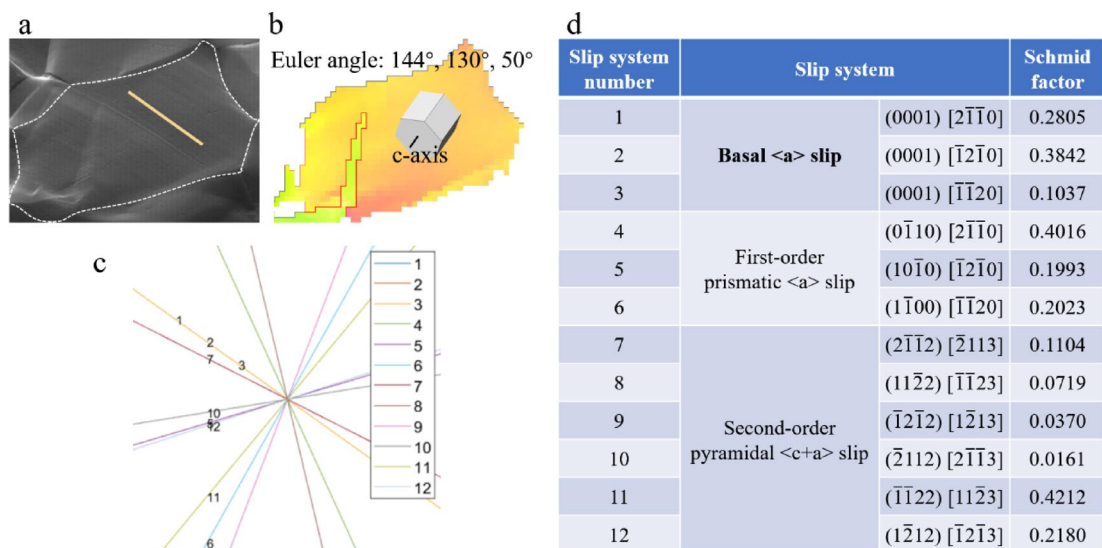 a
b
Euler angle: 144°, 130°, 50°
c-axis
c
1
2
7
3
10
5
12
11
6
1
2
3
4
5
6
7
8
9
10
11
12
d
Slip system number Slip system Schmid factor
1 Basal <a> slip (0001) [2̅1̅1̅0] 0.2805
2 (0001) [1̅21̅0] 0.3842
3 (0001) [1̅1̅20] 0.1037
4 First-order prismatic <a> slip (01̅10) [21̅1̅0] 0.4016
5 (101̅0) [1̅21̅0] 0.1993
6 (11̅00) [1̅1̅20] 0.2023
7 Second-order pyramidal <c+a> slip (21̅1̅2) [2̅113] 0.1104
8 (112̅2) [1̅1̅23] 0.0719
9 (1̅21̅2) [12̅13] 0.0370
10 (2̅112) [21̅1̅3] 0.0161
11 (1̅1̅22) [112̅3] 0.4212
12 (12̅12) [1̅21̅3] 0.2180